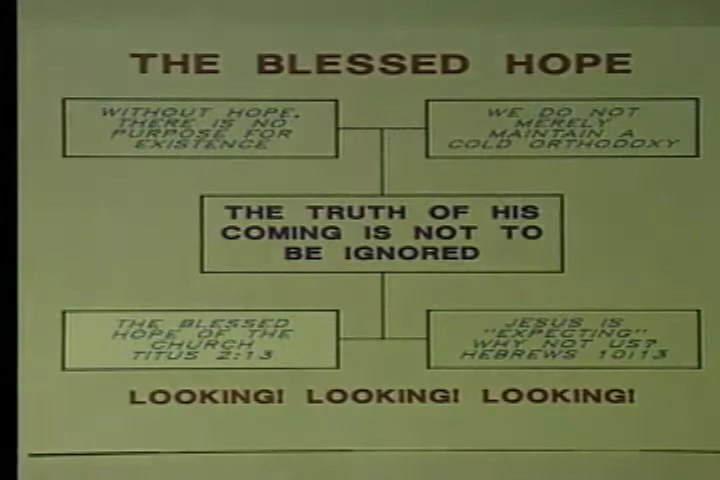 THE BLESSED HOPE
WITHOUT HOPE,
THERE IS NO
PURPOSE FOR
EXISTENCE
WE DO NOT
MERELY
MAINTAIN A
COLD ORTHODOXY
THE TRUTH OF HIS
COMING IS NOT TO
BE IGNORED
THE BLESSED
HOPE OF THE
CHURCH
TITUS 2:13
JESUS IS
"EXPECTING"
WHY NOT US?
HEBREWS 10:13
LOOKING! LOOKING! LOOKING!